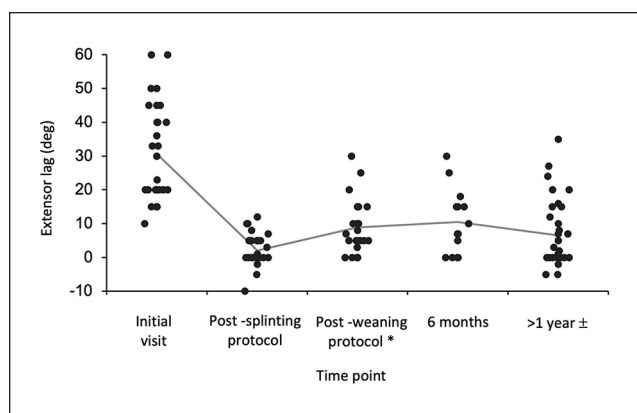 60
50
40
30
20
10
0
-10
Extensor lag (deg)
Initial visit
Post -splinting protocol
Post -weaning protocol *
6 months
>1 year ±
Time point